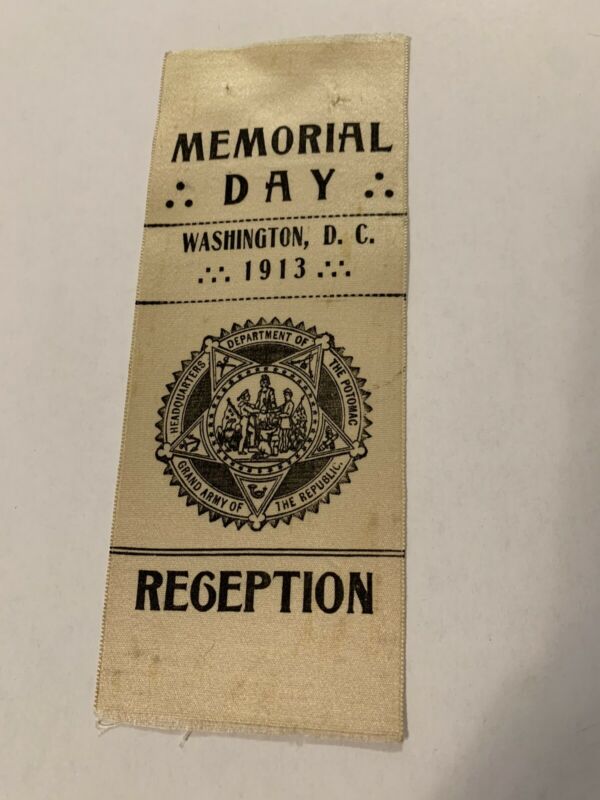 MEMORIAL
DAY
WASHINGTON, D. C.
1913
HEADQUARTERS
DEPARTMENT OF
THE POTOMAC
GRAND ARMY OF
THE REPUBLIC.
RECEPTION